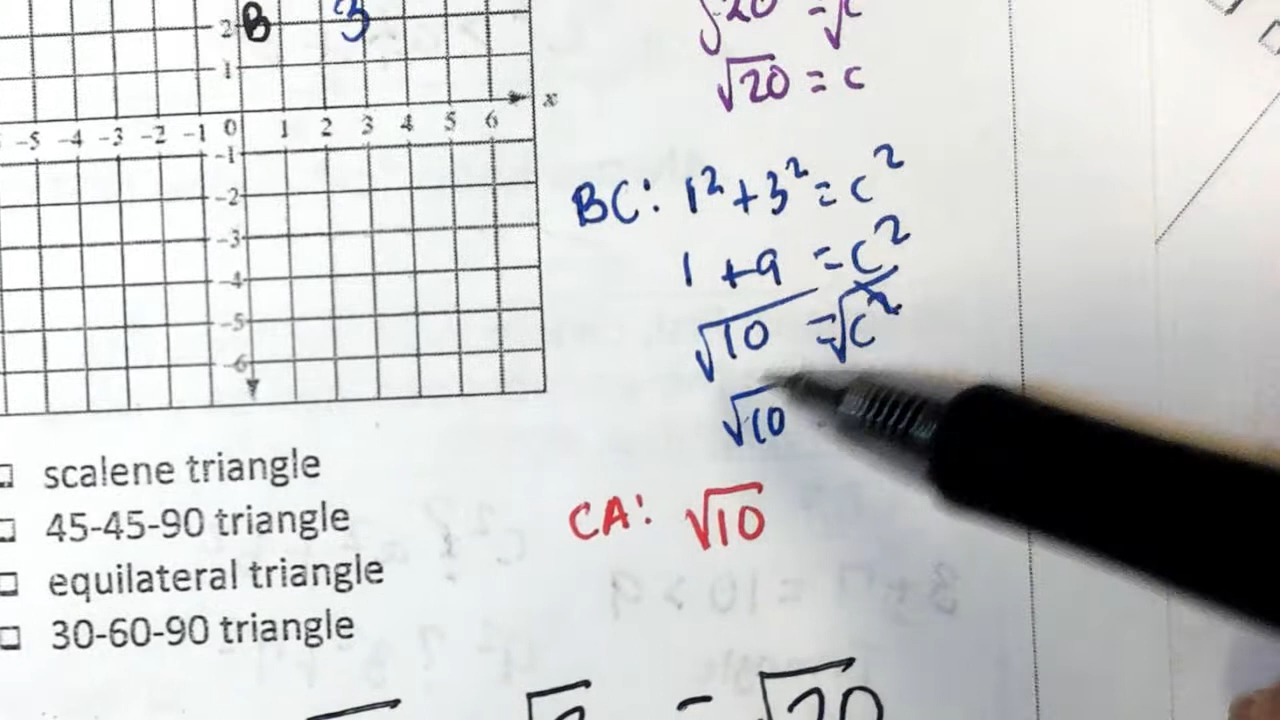 2 B 3
1
x
-5 -4 -3 -2 -1 0 1 2 3 4 5 6
-1
-2
-3
-4
-5
-6
√20 = √c
√20 = c
BC: 1² + 3² = c²
1 + 9 = c²
√10 = √c²
√10
CA: √10
scalene triangle
45-45-90 triangle
equilateral triangle
30-60-90 triangle
= √20